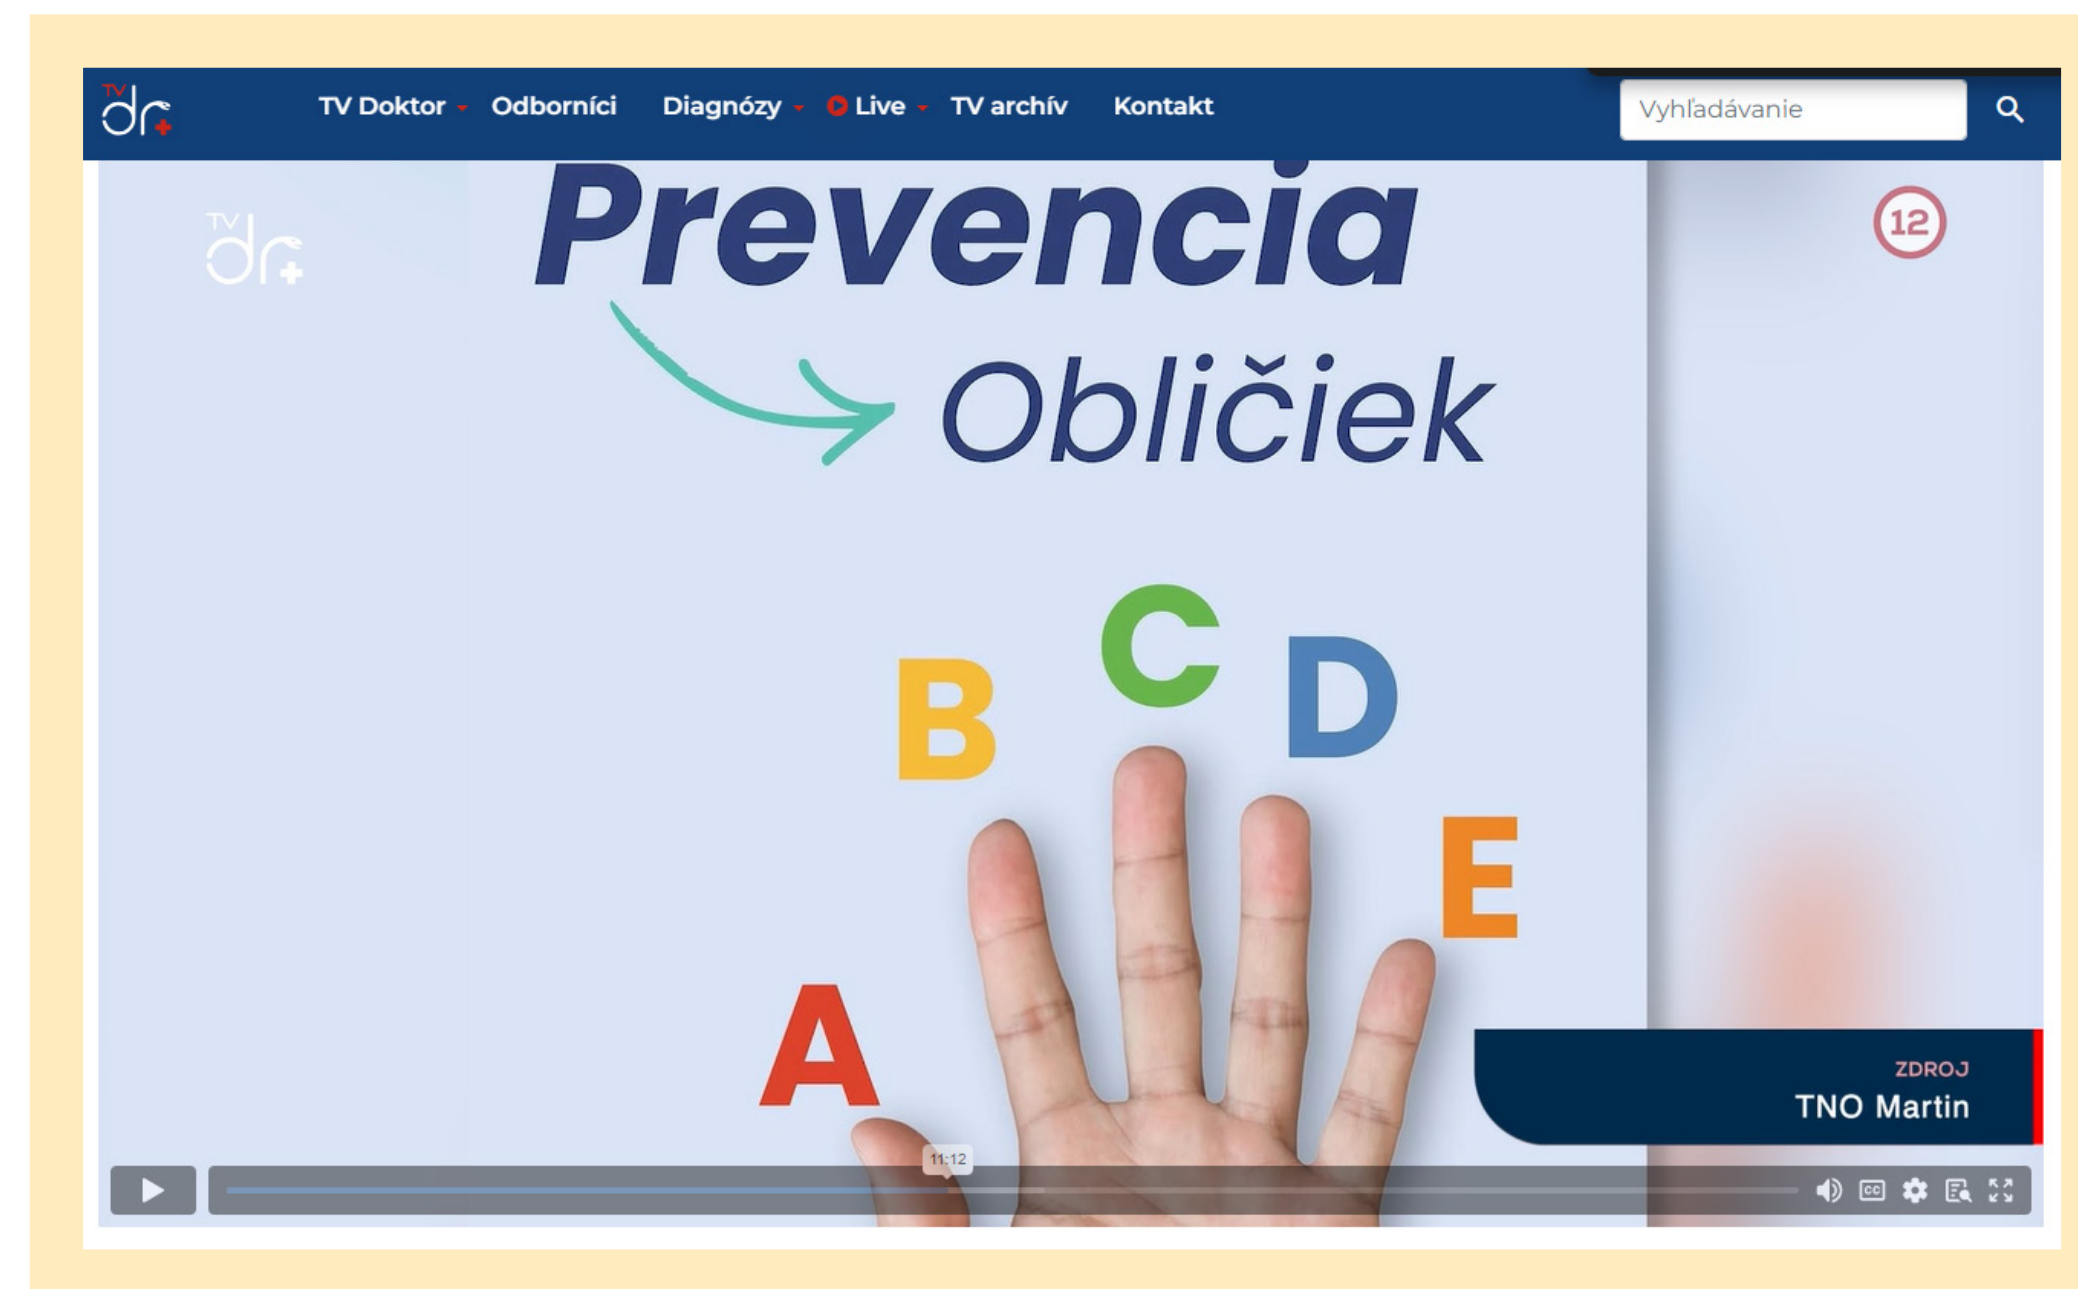 TV dr
TV Doktor Odborníci Diagnózy Live TV archív Kontakt Vyhľadávanie
TV dr
Prevencia
12
Obličiek
C
D
B
E
A
ZDROJ
TNO Martin
11:12
CC